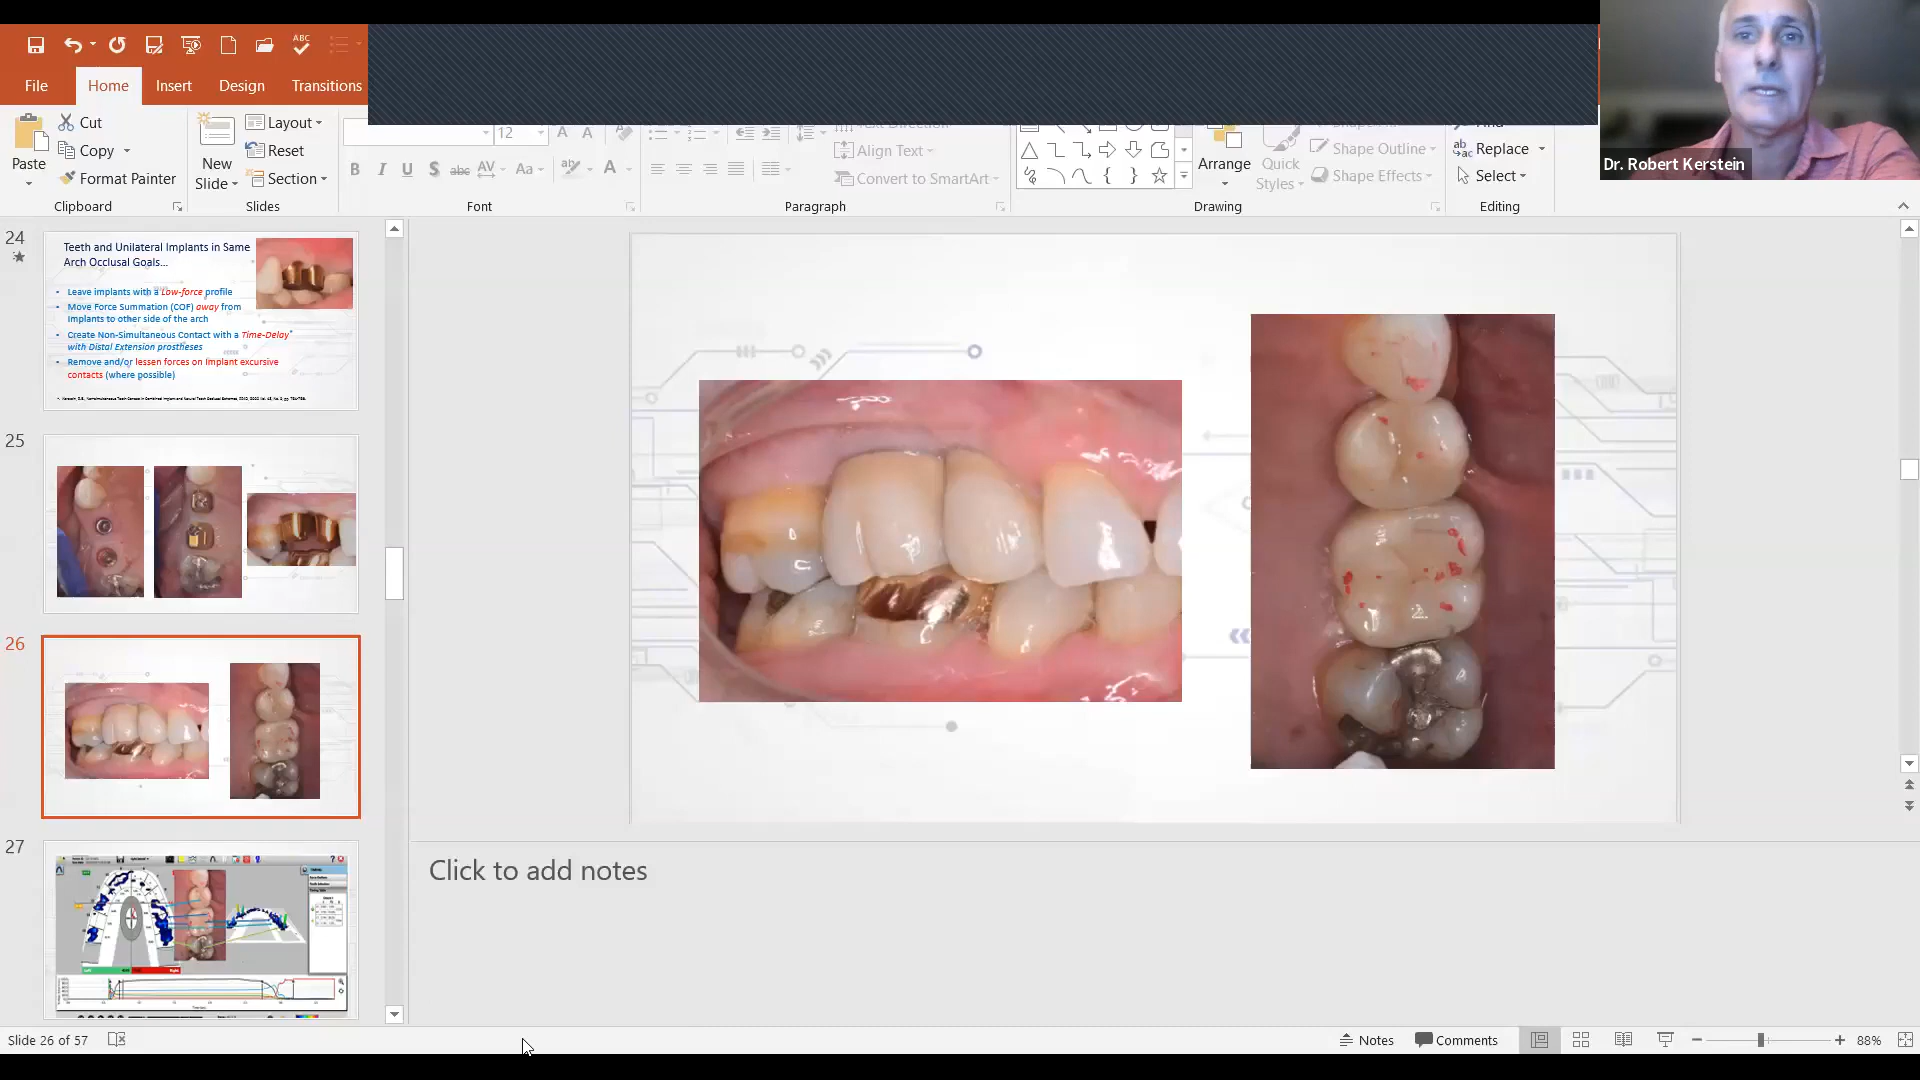 ABC
File
Home
Insert
Design
Transitions
Paste
Cut
Copy
Format Painter
Clipboard
New
Slide
Layout
Reset
Section
Slides
12
B I U S abc AV Aa A
Font
Align Text
Convert to SmartArt
Paragraph
Arrange
Quick
Styles
Shape Outline
Shape Effects
Drawing
Replace
Select
Editing
Dr. Robert Kerstein
24
Teeth and Unilateral Implants in Same
Arch Occlusal Goals...
• Leave implants with a Low-force profile
• Move Force Summation (COF) away from
implants to other side of the arch
• Create Non-Simultaneous Contact with a Time-Delay*
with Distal Extension prostheses
• Remove and/or lessen forces on Implant excursive
contacts (where possible)
25
26
27
Click to add notes
Slide 26 of 57
Notes
Comments
88%